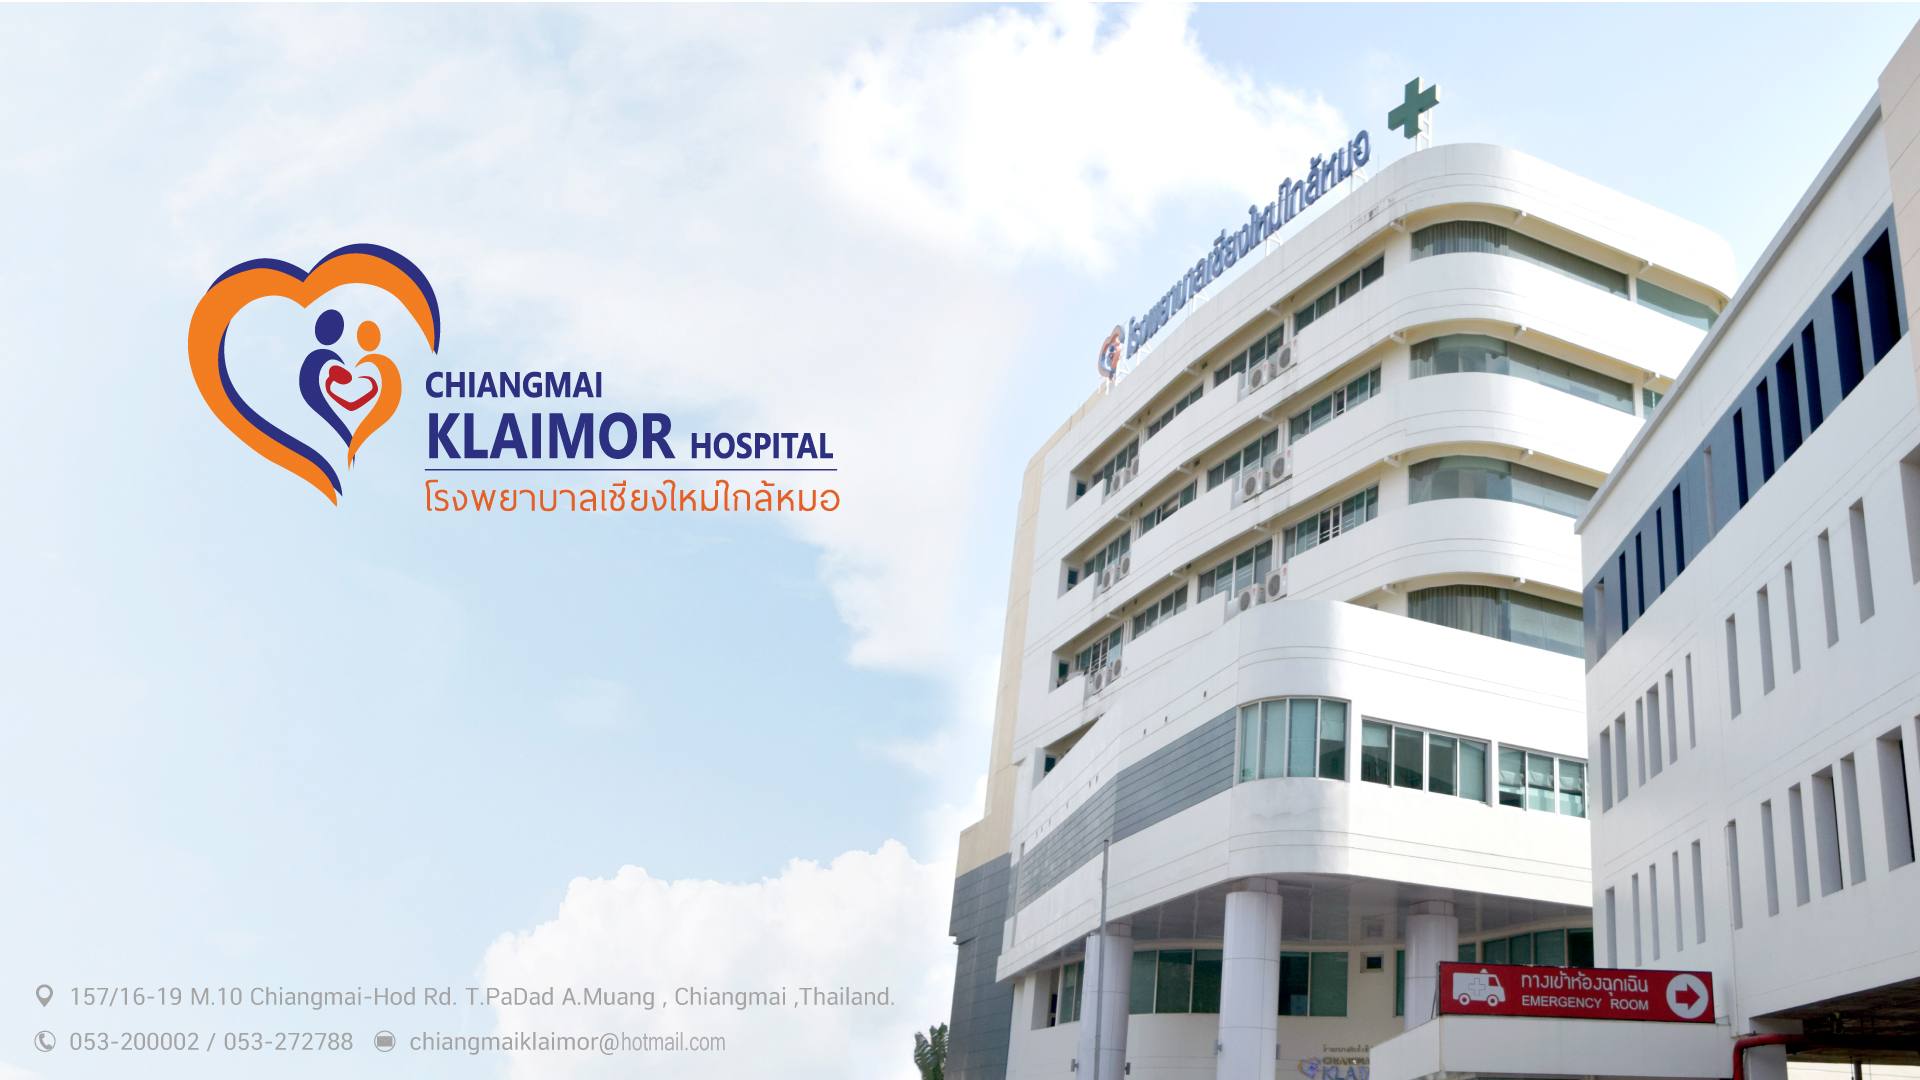 โรงพยาบาลเชียงใหม่ใกล้หมอ
CHIANGMAI
KLAIMOR HOSPITAL
โรงพยาบาลเชียงใหม่ใกล้หมอ
157/16-19 M.10 Chiangmai-Hod Rd. T.PaDad A.Muang , Chiangmai ,Thailand.
053-200002 / 053-272788 chiangmaiklaimor@hotmail.com
ทางเข้าห้องฉุกเฉิน
EMERGENCY ROOM
CHIANGMAI